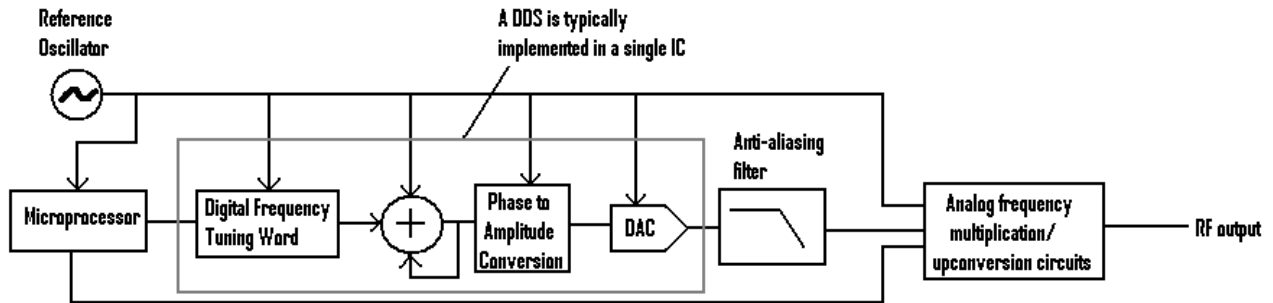 Reference
Oscillator
A DDS is typically
implemented in a single IC
Anti-aliasing
filter
Microprocessor
Digital Frequency
Tuning Word
+
Phase to
Amplitude
Conversion
DAC
Analog frequency
multiplication/
upconversion circuits
RF output